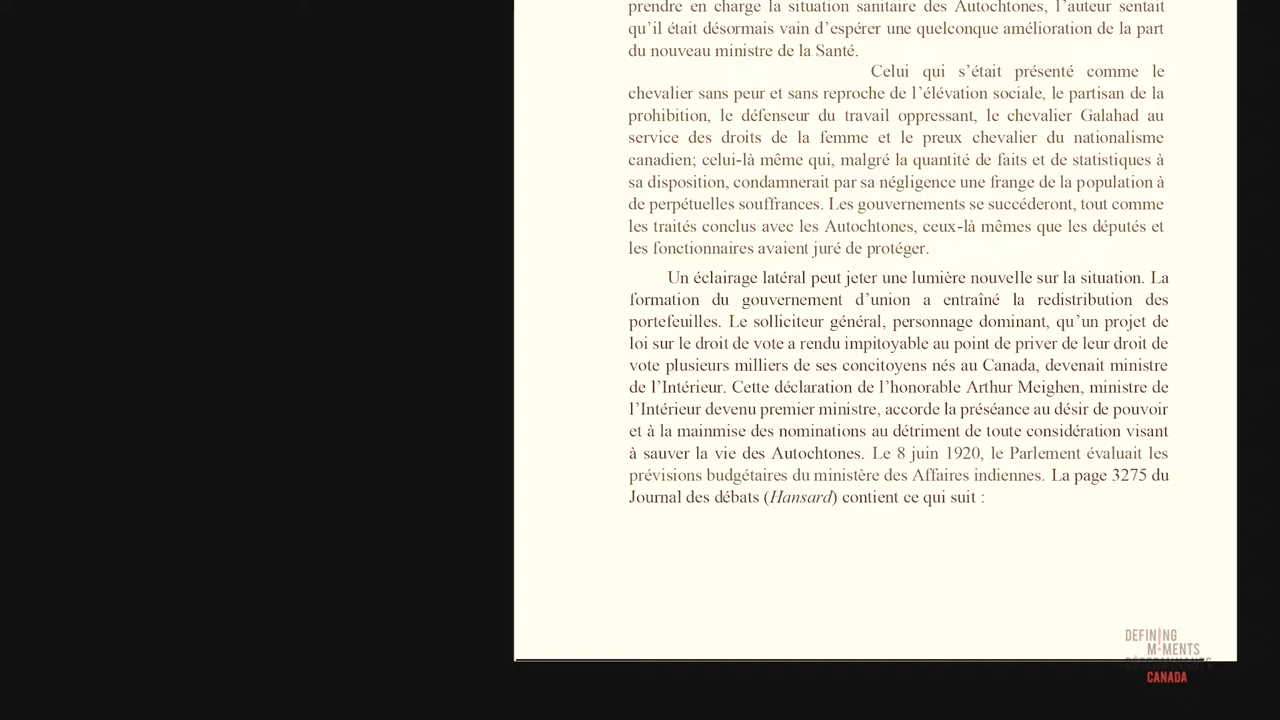 prendre en charge la situation sanitaire des Autochtones, l’auteur sentait
qu’il était désormais vain d’espérer une quelconque amélioration de la part
du nouveau ministre de la Santé.
Celui qui s’était présenté comme le
chevalier sans peur et sans reproche de l’élévation sociale, le partisan de la
prohibition, le défenseur du travail oppressant, le chevalier Galahad au
service des droits de la femme et le preux chevalier du nationalisme
canadien; celui-là même qui, malgré la quantité de faits et de statistiques à
sa disposition, condamnerait par sa négligence une frange de la population à
de perpétuelles souffrances. Les gouvernements se succéderont, tout comme
les traités conclus avec les Autochtones, ceux-là mêmes que les députés et
les fonctionnaires avaient juré de protéger.
Un éclairage latéral peut jeter une lumière nouvelle sur la situation. La
formation du gouvernement d’union a entraîné la redistribution des
portefeuilles. Le solliciteur général, personnage dominant, qu’un projet de
loi sur le droit de vote a rendu impitoyable au point de priver de leur droit de
vote plusieurs milliers de ses concitoyens nés au Canada, devenait ministre
de l’Intérieur. Cette déclaration de l’honorable Arthur Meighen, ministre de
l’Intérieur devenu premier ministre, accorde la préséance au désir de pouvoir
et à la mainmise des nominations au détriment de toute considération visant
à sauver la vie des Autochtones. Le 8 juin 1920, le Parlement évaluait les
prévisions budgétaires du ministère des Affaires indiennes. La page 3275 du
Journal des débats (Hansard) contient ce qui suit :
DEFINING
M·MENTS
DÉTERMINANTS
CANADA